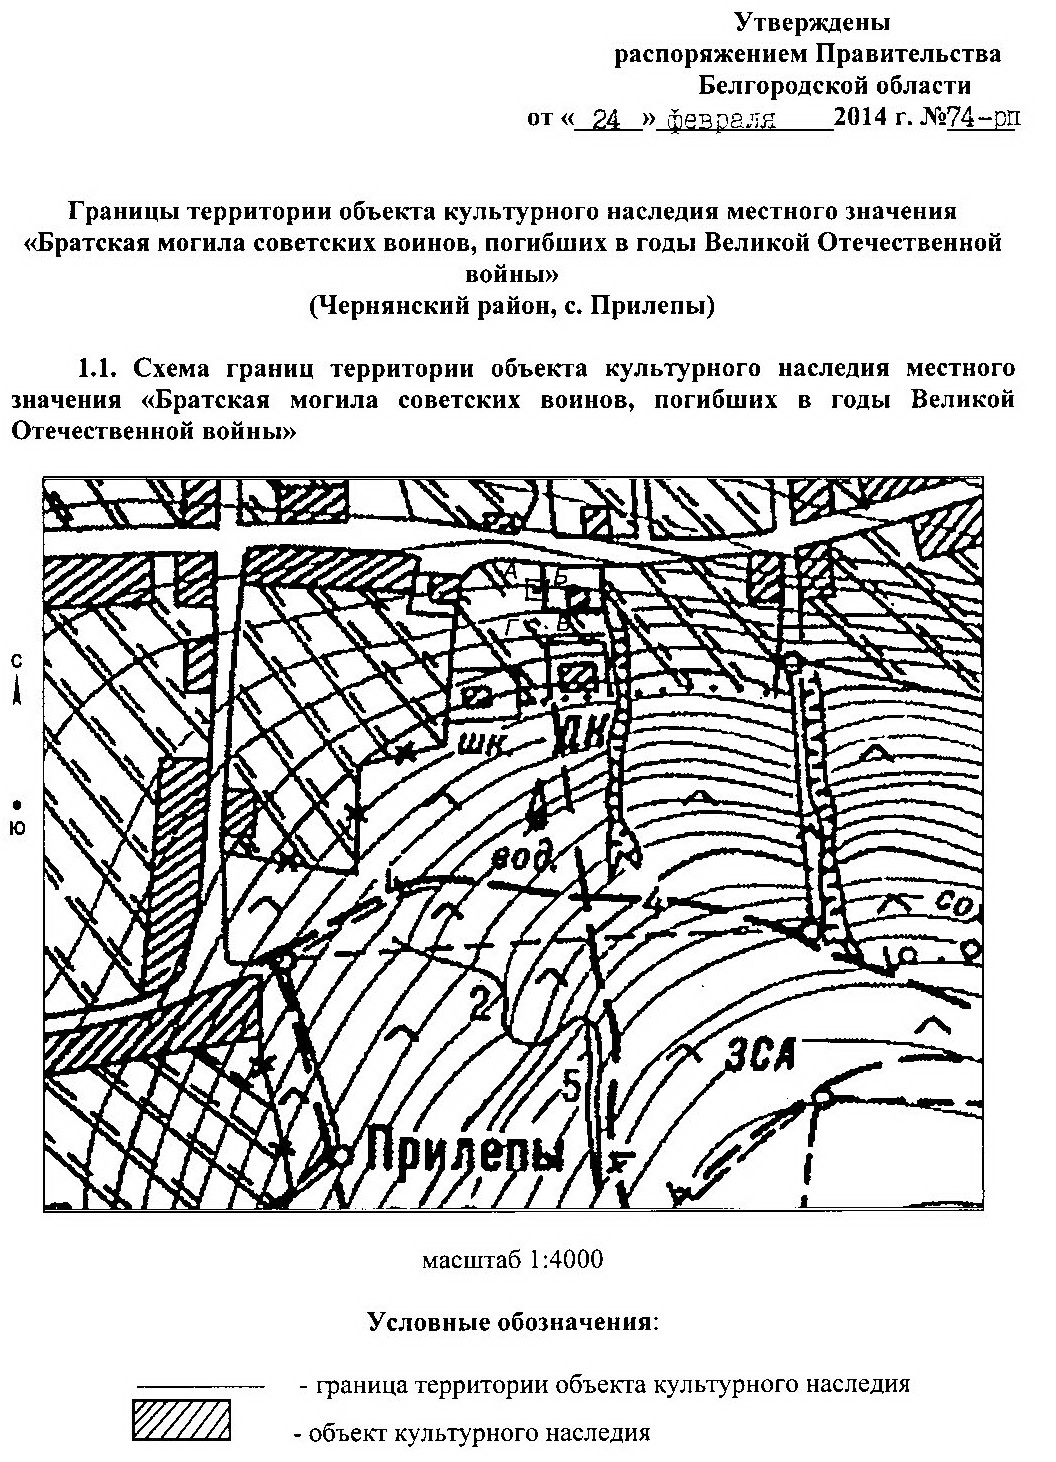 Утверждены
распоряжением Правительства
Белгородской области
от « 24 » февраля 2014 г. №74-рп
Границы территории объекта культурного наследия местного значения
«Братская могила советских воинов, погибших в годы Великой Отечественной
войны»
(Чернянский район, с. Прилепы)
1.1. Схема границ территории объекта культурного наследия местного
значения «Братская могила советских воинов, погибших в годы Великой
Отечественной войны»
А Б
Г В
С
шк. ДК
Ю
вод.
4
со
2
ЗСА
5
Прилепы
масштаб 1:4000
Условные обозначения:
- граница территории объекта культурного наследия
- объект культурного наследия